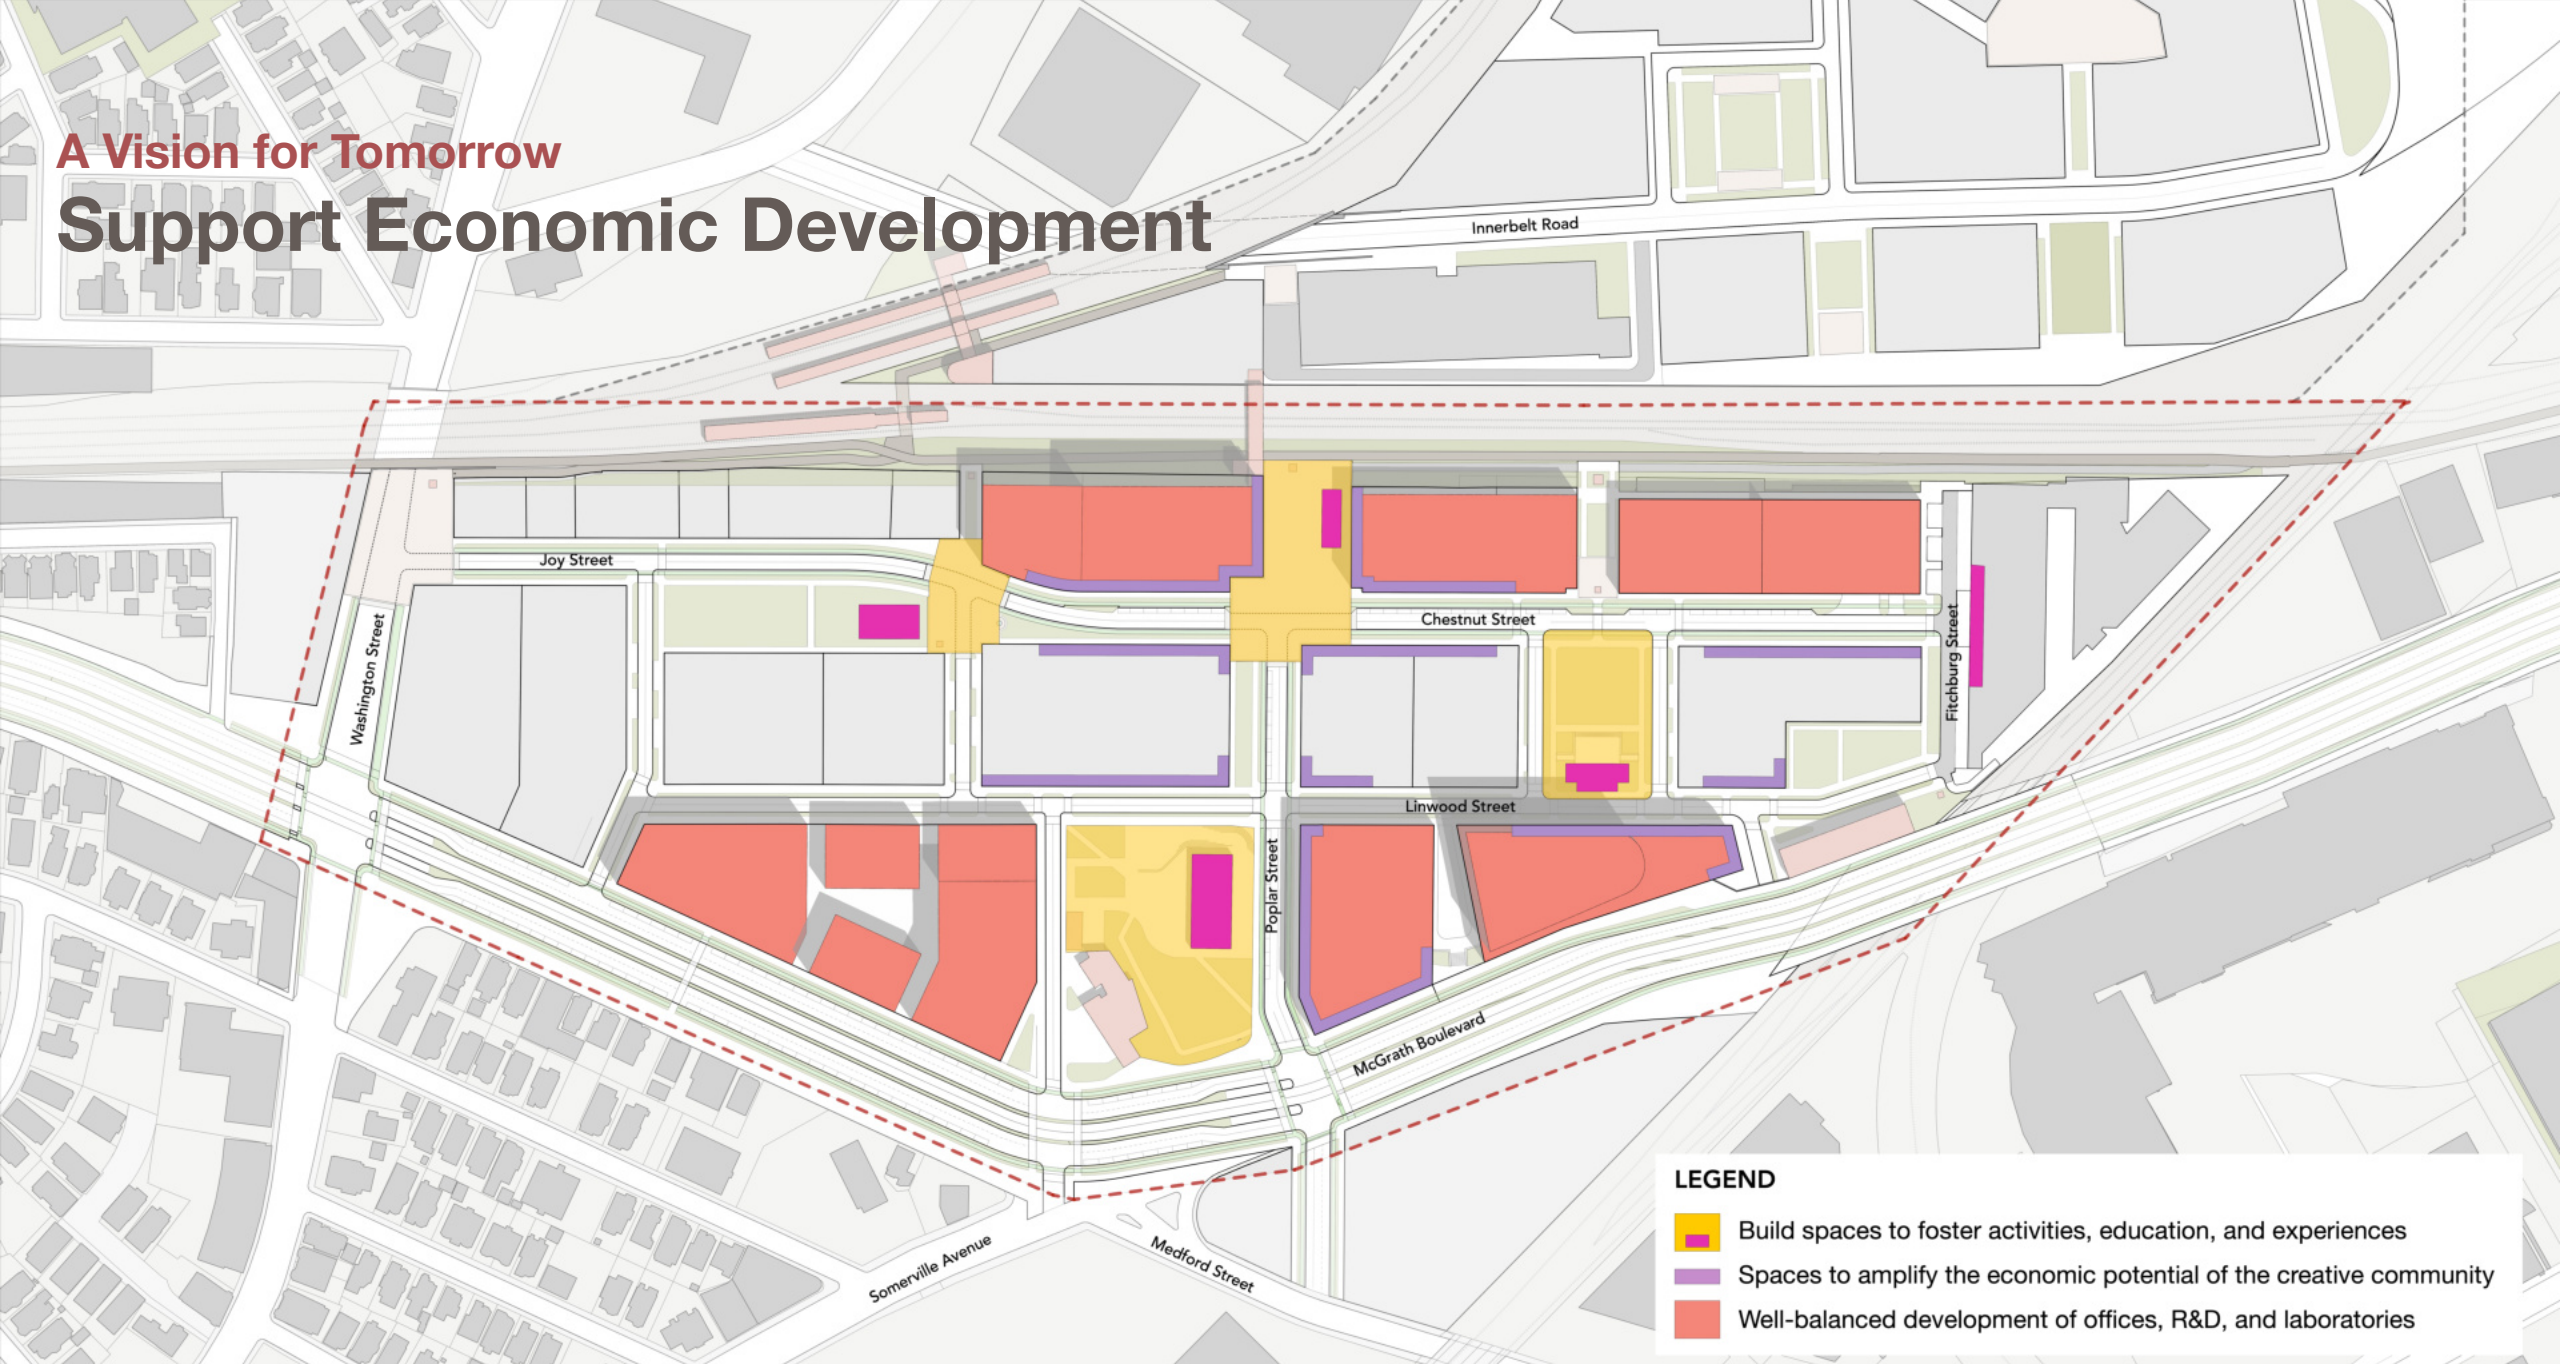 A Vision for Tomorrow
Support Economic Development
Innerbelt Road
Joy Street
Chestnut Street
Washington Street
Fitchburg Street
Linwood Street
Poplar Street
McGrath Boulevard
Somerville Avenue
Medford Street
LEGEND
Build spaces to foster activities, education, and experiences
Spaces to amplify the economic potential of the creative community
Well-balanced development of offices, R&D, and laboratories